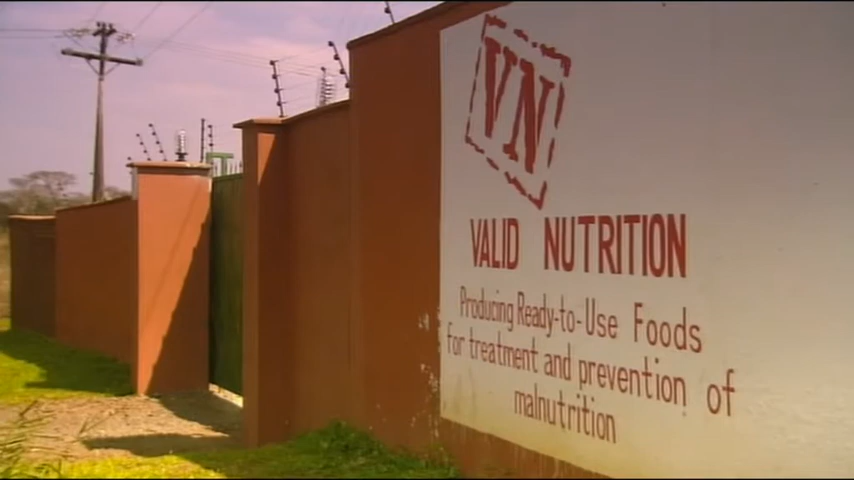 VN
VALID NUTRITION
Producing Ready-to-Use Foods
for treatment and prevention of
malnutrition